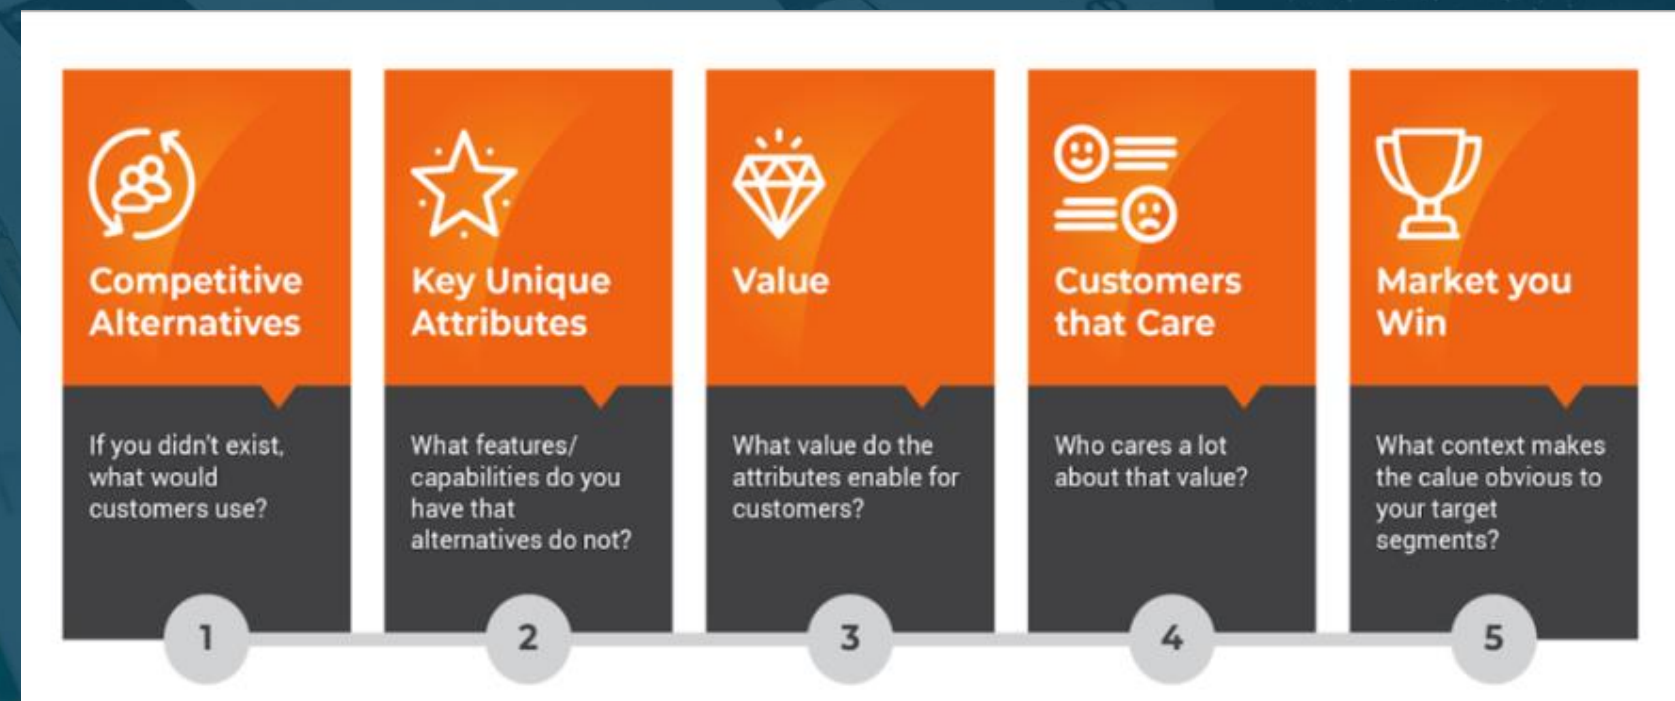 Competitive
Alternatives
If you didn't exist,
what would
customers use?
1
Key Unique
Attributes
What features/
capabilities do you
have that
alternatives do not?
2
Value
What value do the
attributes enable for
customers?
3
Customers
that Care
Who cares a lot
about that value?
4
Market you
Win
What context makes
the calue obvious to
your target
segments?
5